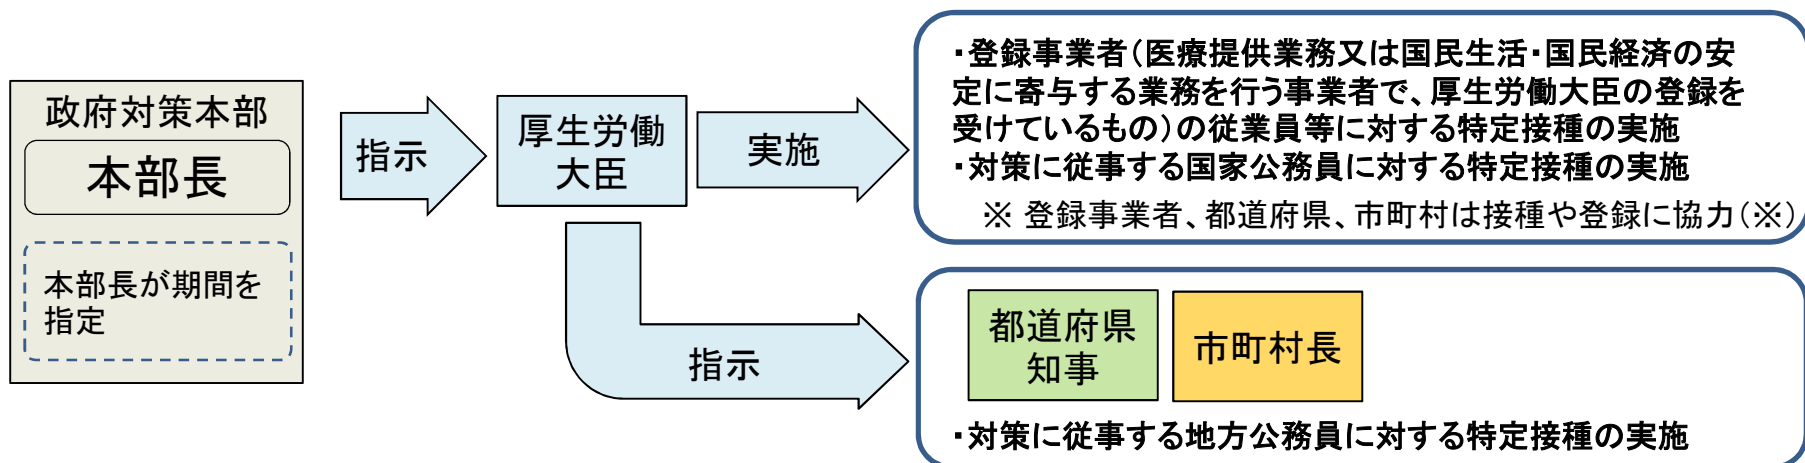 政府対策本部
本部長
本部長が期間を
指定
指示
厚生労働
大臣
実施
・登録事業者(医療提供業務又は国民生活・国民経済の安
定に寄与する業務を行う事業者で、厚生労働大臣の登録を
受けているもの)の従業員等に対する特定接種の実施
・対策に従事する国家公務員に対する特定接種の実施
※ 登録事業者、都道府県、市町村は接種や登録に協力(※)
指示
都道府県
知事
市町村長
・対策に従事する地方公務員に対する特定接種の実施